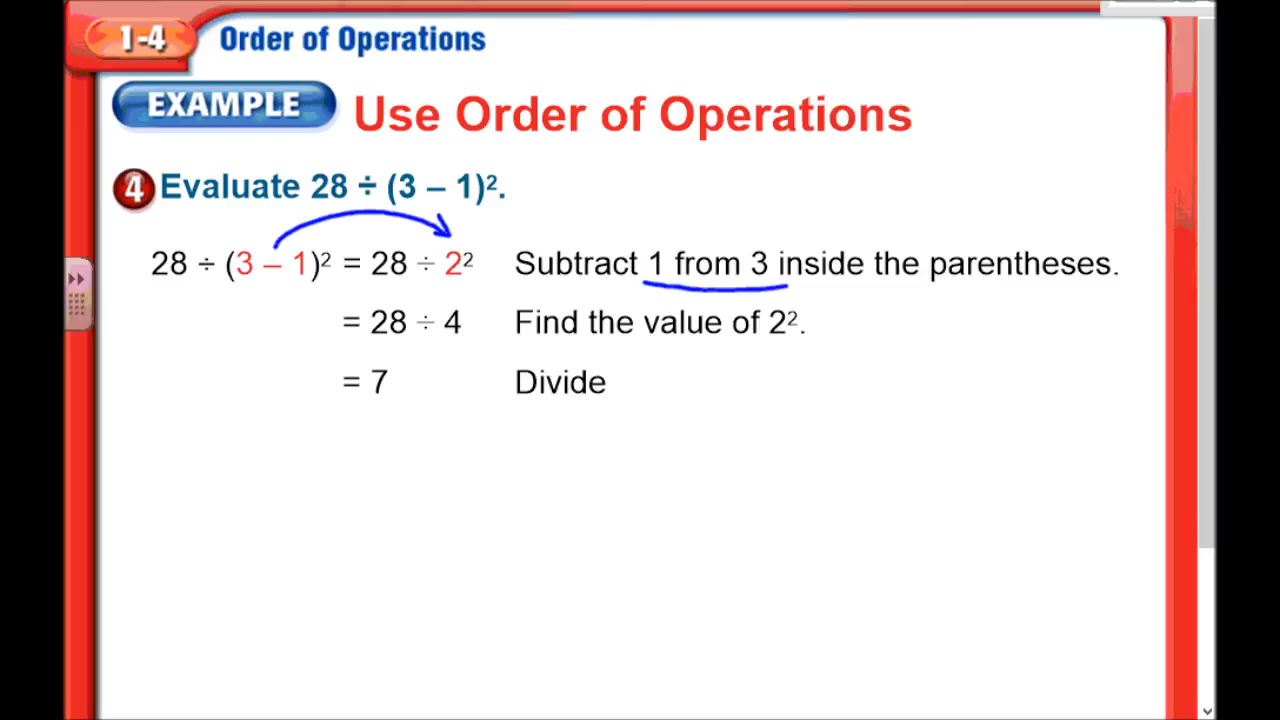 1-4 Order of Operations
EXAMPLE Use Order of Operations
4 Evaluate 28 ÷ (3 – 1)².
28 ÷ (3 – 1)² = 28 ÷ 2² Subtract 1 from 3 inside the parentheses.
= 28 ÷ 4 Find the value of 2².
= 7 Divide